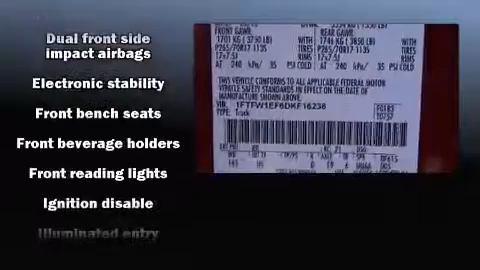 Dual front side
impact airbags
Electronic stability
Front bench seats
Front beverage holders
Front reading lights
Ignition disable
Illuminated entry
FRONT GAWR
REAR GAWR
1701 KG ( 3750 LB) WITH
1746 KG ( 3850 LB) WITH
P265/70R17 113S TIRES
P265/70R17 113S TIRES
17x7.5J RIMS
17x7.5J RIMS
AT 240 kPa/ 35 PSI COLD
AT 240 kPa/ 35 PSI COLD
THIS VEHICLE CONFORMS TO ALL APPLICABLE FEDERAL MOTOR
VEHICLE SAFETY STANDARDS IN EFFECT ON THE DATE OF
MANUFACTURE SHOWN ABOVE.
VIN: 1FTFW1EF6DKF16238
TYPE: Truck